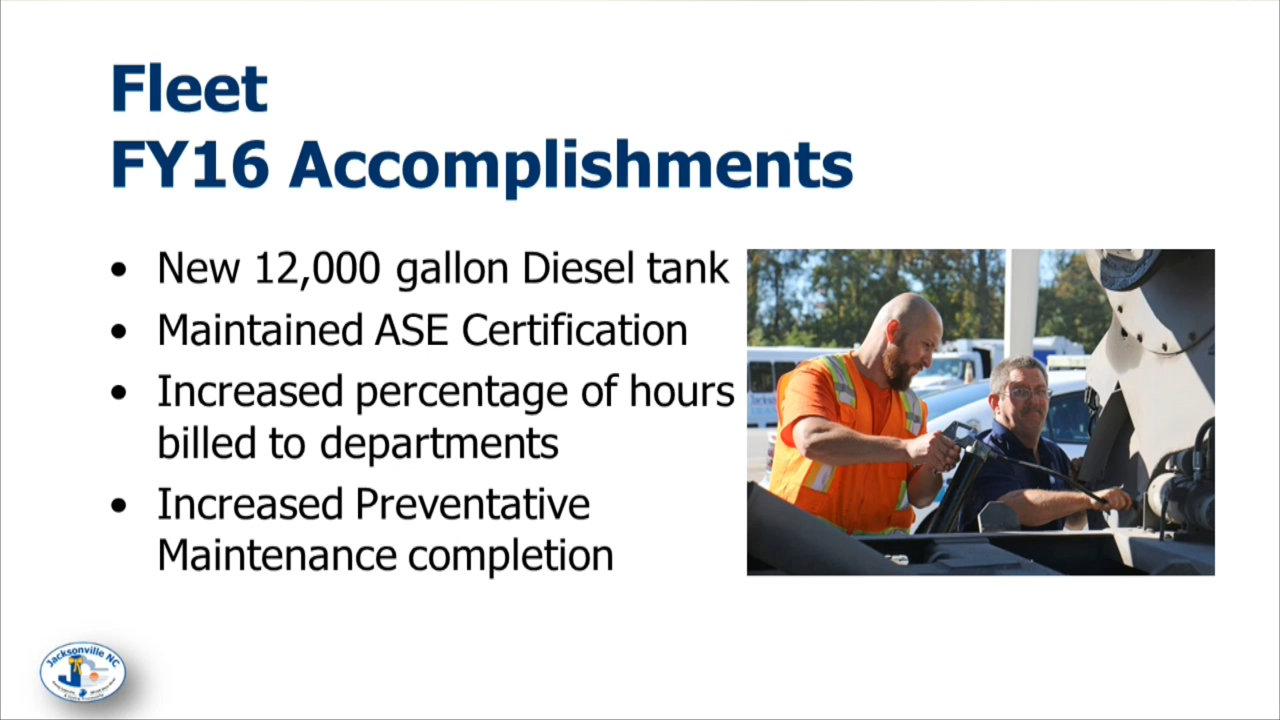 Fleet
FY16 Accomplishments
• New 12,000 gallon Diesel tank
• Maintained ASE Certification
• Increased percentage of hours
billed to departments
• Increased Preventative
Maintenance completion
Jacksonville NC